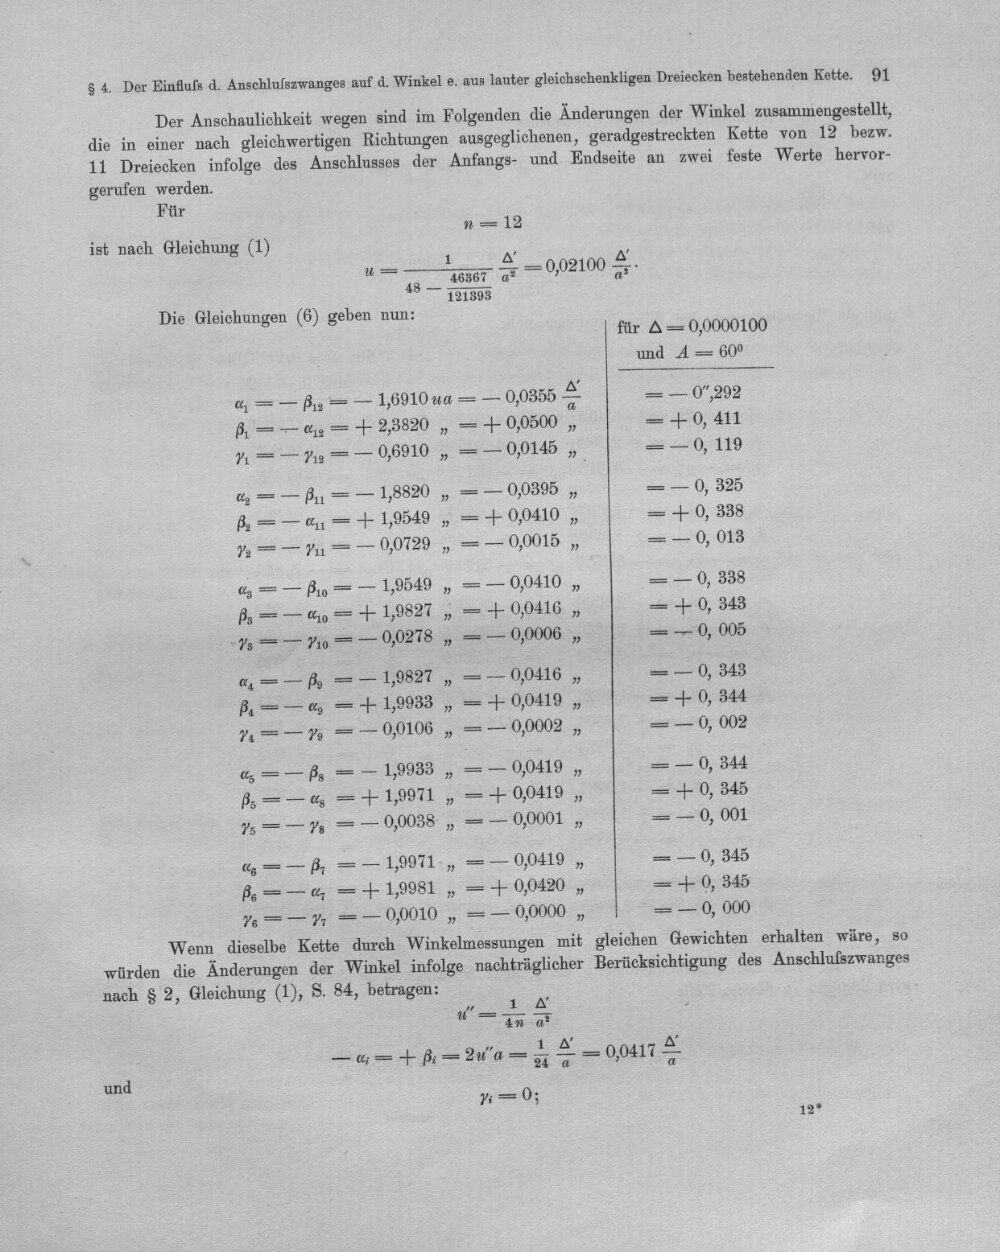 § 4. Der Einfluſs d. Anschluſszwanges auf d. Winkel e. aus lauter gleichschenkligen Dreiecken bestehenden Kette. 91
Der Anschaulichkeit wegen sind im Folgenden die Änderungen der Winkel zusammengestellt,
die in einer nach gleichwertigen Richtungen ausgeglichenen, geradgestreckten Kette von 12 bezw.
11 Dreiecken infolge des Anschlusses der Anfangs- und Endseite an zwei feste Werte hervor-
gerufen werden.
Für
n = 12
ist nach Gleichung (1)
u = 1 / (48 — 46367/121393) Δ′/a² = 0,02100 Δ′/a² .
Die Gleichungen (6) geben nun:
für Δ = 0,0000100
und A = 60⁰
α₁ = — β₁₂ = — 1,6910 ua = — 0,0355 Δ′/a = — 0″,292
β₁ = — α₁₂ = + 2,3820 „ = + 0,0500 „ = + 0, 411
γ₁ = — γ₁₂ = — 0,6910 „ = — 0,0145 „ = — 0, 119
α₂ = — β₁₁ = — 1,8820 „ = — 0,0395 „ = — 0, 325
β₂ = — α₁₁ = + 1,9549 „ = + 0,0410 „ = + 0, 338
γ₂ = — γ₁₁ = — 0,0729 „ = — 0,0015 „ = — 0, 013
α₃ = — β₁₀ = — 1,9549 „ = — 0,0410 „ = — 0, 338
β₃ = — α₁₀ = + 1,9827 „ = + 0,0416 „ = + 0, 343
γ₃ = — γ₁₀ = — 0,0278 „ = — 0,0006 „ = — 0, 005
α₄ = — β₉ = — 1,9827 „ = — 0,0416 „ = — 0, 343
β₄ = — α₉ = + 1,9933 „ = + 0,0419 „ = + 0, 344
γ₄ = — γ₉ = — 0,0106 „ = — 0,0002 „ = — 0, 002
α₅ = — β₈ = — 1,9933 „ = — 0,0419 „ = — 0, 344
β₅ = — α₈ = + 1,9971 „ = + 0,0419 „ = + 0, 345
γ₅ = — γ₈ = — 0,0038 „ = — 0,0001 „ = — 0, 001
α₆ = — β₇ = — 1,9971 „ = — 0,0419 „ = — 0, 345
β₆ = — α₇ = + 1,9981 „ = + 0,0420 „ = + 0, 345
γ₆ = — γ₇ = — 0,0010 „ = — 0,0000 „ = — 0, 000
Wenn dieselbe Kette durch Winkelmessungen mit gleichen Gewichten erhalten wäre, so
würden die Änderungen der Winkel infolge nachträglicher Berücksichtigung des Anschluſszwanges
nach § 2, Gleichung (1), S. 84, betragen:
u″ = 1/4n Δ′/a²
— αᵢ = + βᵢ = 2u″a = 1/24 Δ′/a = 0,0417 Δ′/a
und
γᵢ = 0;
12*